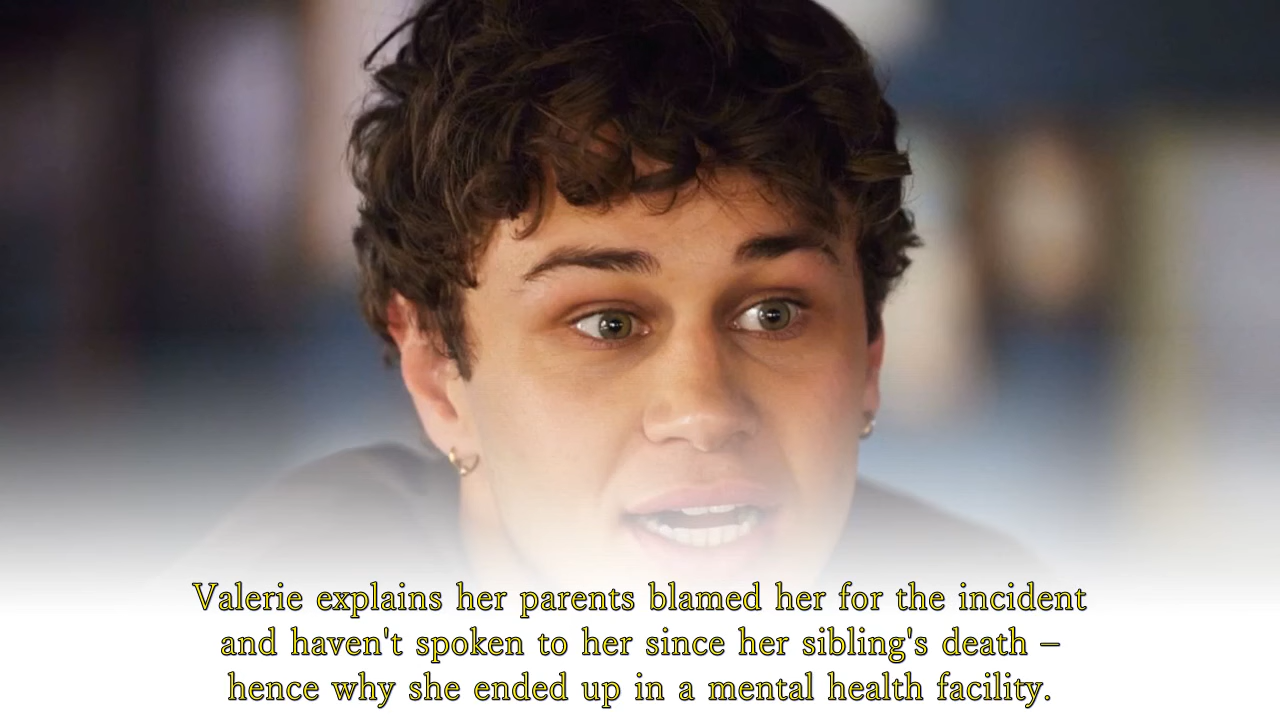 Valerie explains her parents blamed her for the incident
and haven't spoken to her since her sibling's death –
hence why she ended up in a mental health facility.